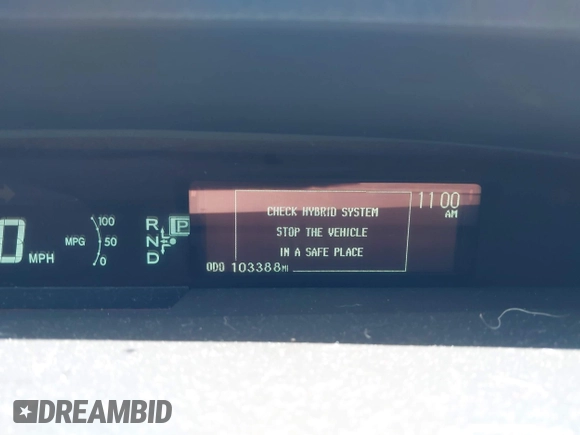 CHECK HYBRID SYSTEM
STOP THE VEHICLE
IN A SAFE PLACE
ODO 103388MI
11:00
AM
0 MPH
MPG
100
50
0
R
N
D
P
DREAMBID